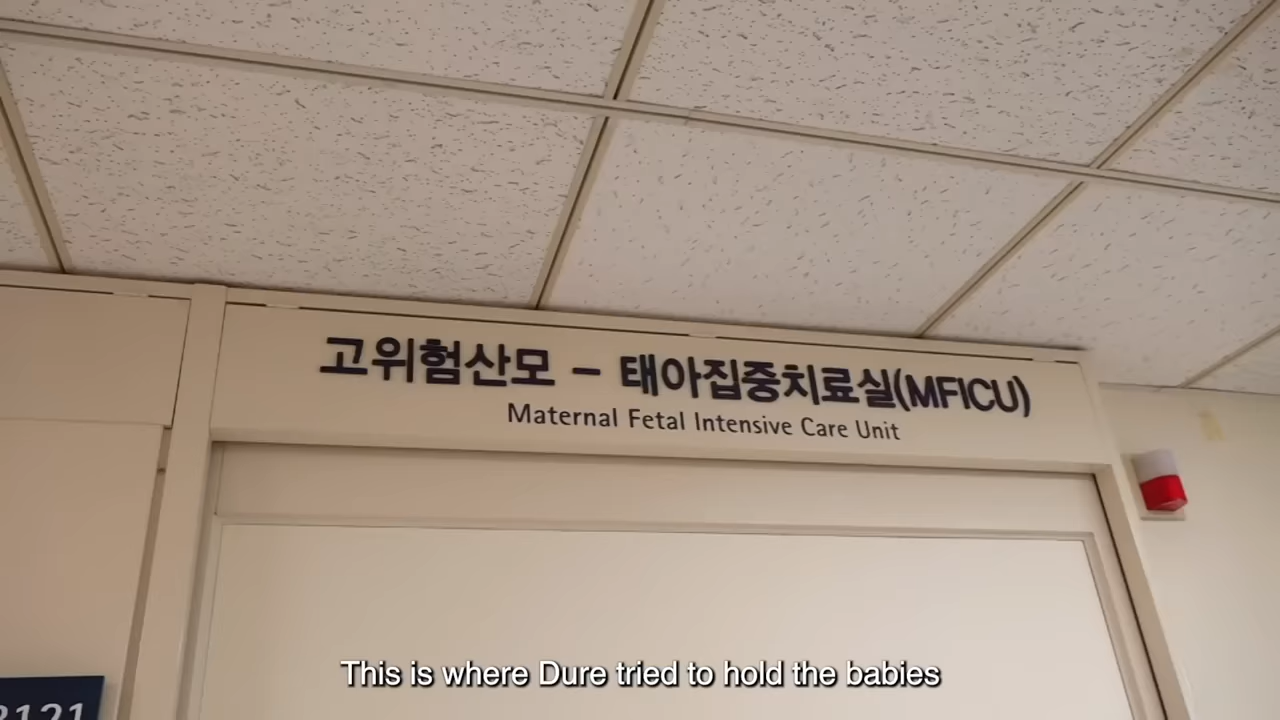 고위험산모 – 태아집중치료실(MFICU)
Maternal Fetal Intensive Care Unit
This is where Dure tried to hold the babies